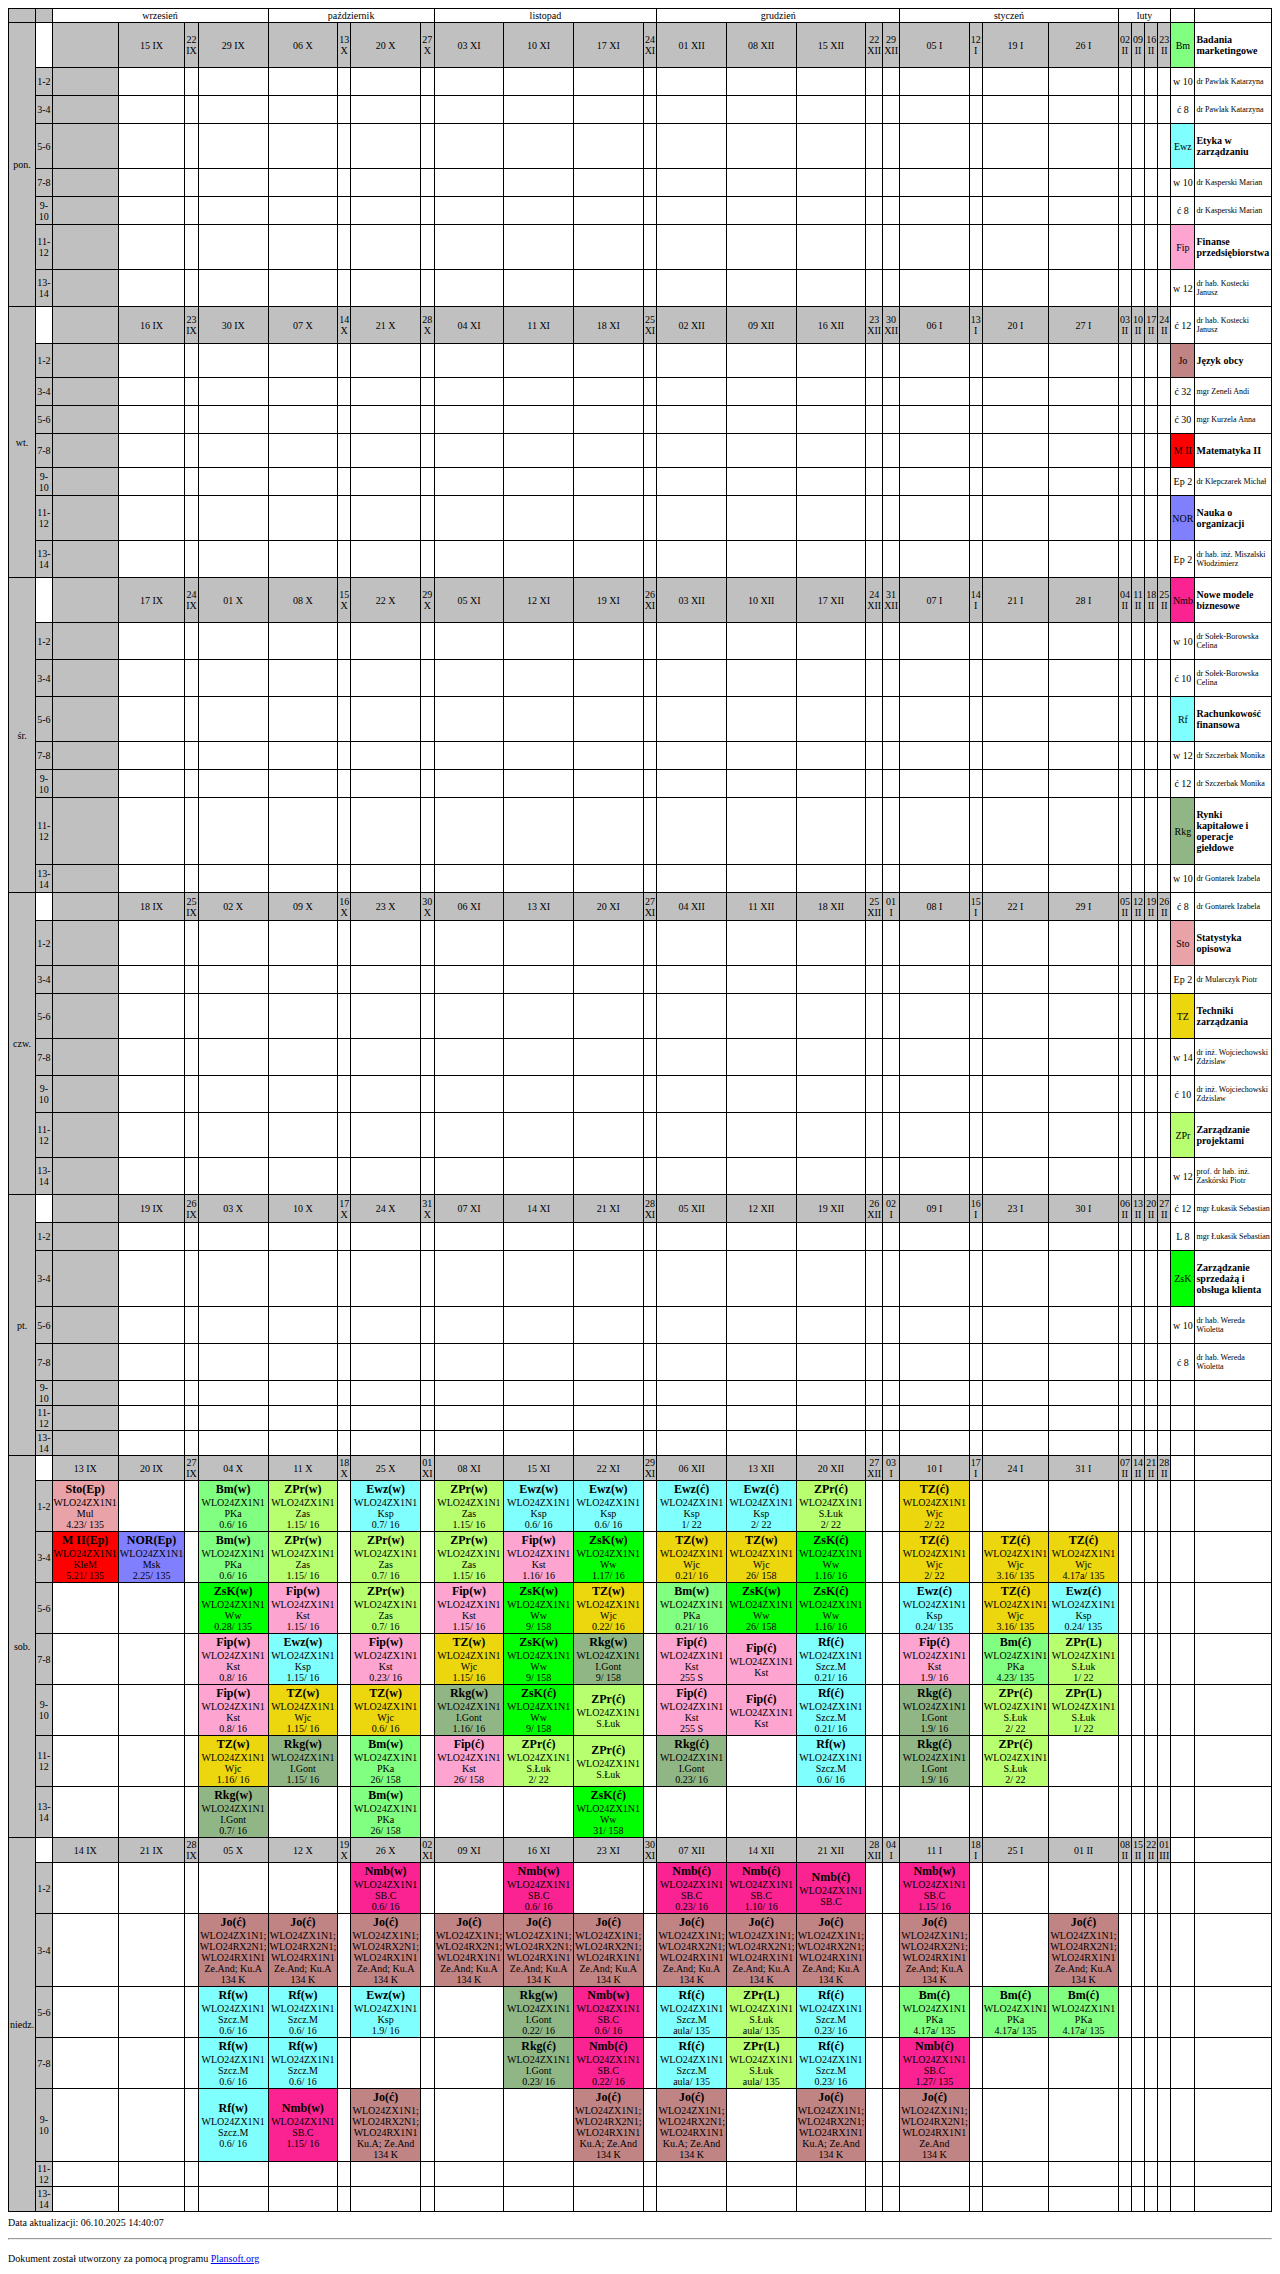 wrzesień październik listopad grudzień styczeń luty
pon. 15 IX 22 IX 29 IX 06 X 13 X 20 X 27 X 03 XI 10 XI 17 XI 24 XI 01 XII 08 XII 15 XII 22 XII 29 XII 05 I 12 I 19 I 26 I 02 II 09 II 16 II 23 II Bm Badania marketingowe
1-2 w 10 dr Pawlak Katarzyna
3-4 ć 8 dr Pawlak Katarzyna
5-6 Ewz Etyka w zarządzaniu
7-8 w 10 dr Kasperski Marian
9-10 ć 8 dr Kasperski Marian
11-12 Fip Finanse przedsiębiorstwa
13-14 w 12 dr hab. Kostecki Janusz
wt. 16 IX 23 IX 30 IX 07 X 14 X 21 X 28 X 04 XI 11 XI 18 XI 25 XI 02 XII 09 XII 16 XII 23 XII 30 XII 06 I 13 I 20 I 27 I 03 II 10 II 17 II 24 II ć 12 dr hab. Kostecki Janusz
1-2 Jo Język obcy
3-4 ć 32 mgr Zeneli Andi
5-6 ć 30 mgr Kurzela Anna
7-8 M II Matematyka II
9-10 Ep 2 dr Klepczarek Michał
11-12 NOR Nauka o organizacji
13-14 Ep 2 dr hab. inż. Miszalski Włodzimierz
śr. 17 IX 24 IX 01 X 08 X 15 X 22 X 29 X 05 XI 12 XI 19 XI 26 XI 03 XII 10 XII 17 XII 24 XII 31 XII 07 I 14 I 21 I 28 I 04 II 11 II 18 II 25 II Nmb Nowe modele biznesowe
1-2 w 10 dr Sołek-Borowska Celina
3-4 ć 10 dr Sołek-Borowska Celina
5-6 Rf Rachunkowość finansowa
7-8 w 12 dr Szczerbak Monika
9-10 ć 12 dr Szczerbak Monika
11-12 Rkg Rynki kapitałowe i operacje giełdowe
13-14 w 10 dr Gontarek Izabela
czw. 18 IX 25 IX 02 X 09 X 16 X 23 X 30 X 06 XI 13 XI 20 XI 27 XI 04 XII 11 XII 18 XII 25 XII 01 I 08 I 15 I 22 I 29 I 05 II 12 II 19 II 26 II ć 8 dr Gontarek Izabela
1-2 Sto Statystyka opisowa
3-4 Ep 2 dr Mularczyk Piotr
5-6 TZ Techniki zarządzania
7-8 w 14 dr inż. Wojciechowski Zdzislaw
9-10 ć 10 dr inż. Wojciechowski Zdzislaw
11-12 ZPr Zarządzanie projektami
13-14 w 12 prof. dr hab. inż. Zaskórski Piotr
pt. 19 IX 26 IX 03 X 10 X 17 X 24 X 31 X 07 XI 14 XI 21 XI 28 XI 05 XII 12 XII 19 XII 26 XII 02 I 09 I 16 I 23 I 30 I 06 II 13 II 20 II 27 II ć 12 mgr Łukasik Sebastian
1-2 L 8 mgr Łukasik Sebastian
3-4 ZsK Zarządzanie sprzedażą i obsługa klienta
5-6 w 10 dr hab. Wereda Wioletta
7-8 ć 8 dr hab. Wereda Wioletta
9-10
11-12
13-14
sob. 13 IX 20 IX 27 IX 04 X 11 X 18 X 25 X 01 XI 08 XI 15 XI 22 XI 29 XI 06 XII 13 XII 20 XII 27 XII 03 I 10 I 17 I 24 I 31 I 07 II 14 II 21 II 28 II
1-2 Sto(Ep) Bm(w) ZPr(w) Ewz(w) ZPr(w) Ewz(w) Ewz(w) Ewz(ć) Ewz(ć) ZPr(ć) TZ(ć)
WLO24ZX1N1 WLO24ZX1N1 WLO24ZX1N1 WLO24ZX1N1 WLO24ZX1N1 WLO24ZX1N1 WLO24ZX1N1 WLO24ZX1N1 WLO24ZX1N1 WLO24ZX1N1 WLO24ZX1N1
Mul PKa Zas Ksp Zas Ksp Ksp Ksp Ksp S.Łuk Wjc
4.23/ 135 0.6/ 16 1.15/ 16 0.7/ 16 1.15/ 16 0.6/ 16 0.6/ 16 1/ 22 2/ 22 2/ 22 2/ 22
3-4 M II(Ep) NOR(Ep) Bm(w) ZPr(w) ZPr(w) ZPr(w) Fip(w) ZsK(w) TZ(w) TZ(w) ZsK(ć) TZ(ć) TZ(ć) TZ(ć)
WLO24ZX1N1 WLO24ZX1N1 WLO24ZX1N1 WLO24ZX1N1 WLO24ZX1N1 WLO24ZX1N1 WLO24ZX1N1 WLO24ZX1N1 WLO24ZX1N1 WLO24ZX1N1 WLO24ZX1N1 WLO24ZX1N1 WLO24ZX1N1 WLO24ZX1N1
KleM Msk PKa Zas Zas Zas Kst Ww Wjc Wjc Ww Wjc Wjc Wjc
5.21/ 135 2.25/ 135 0.6/ 16 1.15/ 16 0.7/ 16 1.15/ 16 1.16/ 16 1.17/ 16 0.21/ 16 26/ 158 1.16/ 16 2/ 22 3.16/ 135 4.17a/ 135
5-6 ZsK(w) Fip(w) ZPr(w) Fip(w) ZsK(w) TZ(w) Bm(w) ZsK(w) ZsK(ć) Ewz(ć) TZ(ć) Ewz(ć)
WLO24ZX1N1 WLO24ZX1N1 WLO24ZX1N1 WLO24ZX1N1 WLO24ZX1N1 WLO24ZX1N1 WLO24ZX1N1 WLO24ZX1N1 WLO24ZX1N1 WLO24ZX1N1 WLO24ZX1N1 WLO24ZX1N1
Ww Kst Zas Kst Ww Wjc PKa Ww Ww Ksp Wjc Ksp
0.28/ 135 1.15/ 16 0.7/ 16 1.15/ 16 9/ 158 0.22/ 16 0.21/ 16 26/ 158 1.16/ 16 0.24/ 135 3.16/ 135 0.24/ 135
7-8 Fip(w) Ewz(w) Fip(w) TZ(w) ZsK(w) Rkg(w) Fip(ć) Fip(ć) Rf(ć) Fip(ć) Bm(ć) ZPr(L)
WLO24ZX1N1 WLO24ZX1N1 WLO24ZX1N1 WLO24ZX1N1 WLO24ZX1N1 WLO24ZX1N1 WLO24ZX1N1 WLO24ZX1N1 WLO24ZX1N1 WLO24ZX1N1 WLO24ZX1N1 WLO24ZX1N1
Kst Ksp Kst Wjc Ww I.Gont Kst Kst Szcz.M Kst PKa S.Łuk
0.8/ 16 1.15/ 16 0.23/ 16 1.15/ 16 9/ 158 9/ 158 255 S 0.21/ 16 1.9/ 16 4.23/ 135 1/ 22
9-10 Fip(w) TZ(w) TZ(w) Rkg(w) ZsK(ć) ZPr(ć) Fip(ć) Fip(ć) Rf(ć) Rkg(ć) ZPr(ć) ZPr(L)
WLO24ZX1N1 WLO24ZX1N1 WLO24ZX1N1 WLO24ZX1N1 WLO24ZX1N1 WLO24ZX1N1 WLO24ZX1N1 WLO24ZX1N1 WLO24ZX1N1 WLO24ZX1N1 WLO24ZX1N1 WLO24ZX1N1
Kst Wjc Wjc I.Gont Ww S.Łuk Kst Kst Szcz.M I.Gont S.Łuk S.Łuk
0.8/ 16 1.15/ 16 0.6/ 16 1.16/ 16 9/ 158 255 S 0.21/ 16 1.9/ 16 2/ 22 1/ 22
11-12 TZ(w) Rkg(w) Bm(w) Fip(ć) ZPr(ć) ZPr(ć) Rkg(ć) Rf(w) Rkg(ć) ZPr(ć)
WLO24ZX1N1 WLO24ZX1N1 WLO24ZX1N1 WLO24ZX1N1 WLO24ZX1N1 WLO24ZX1N1 WLO24ZX1N1 WLO24ZX1N1 WLO24ZX1N1 WLO24ZX1N1
Wjc I.Gont PKa Kst S.Łuk S.Łuk I.Gont Szcz.M I.Gont S.Łuk
1.16/ 16 1.15/ 16 26/ 158 26/ 158 2/ 22 0.23/ 16 0.6/ 16 1.9/ 16 2/ 22
13-14 Rkg(w) Bm(w) ZsK(ć)
WLO24ZX1N1 WLO24ZX1N1 WLO24ZX1N1
I.Gont PKa Ww
0.7/ 16 26/ 158 31/ 158
niedz. 14 IX 21 IX 28 IX 05 X 12 X 19 X 26 X 02 XI 09 XI 16 XI 23 XI 30 XI 07 XII 14 XII 21 XII 28 XII 04 I 11 I 18 I 25 I 01 II 08 II 15 II 22 II 01 III
1-2 Nmb(w) Nmb(w) Nmb(ć) Nmb(ć) Nmb(ć) Nmb(w)
WLO24ZX1N1 WLO24ZX1N1 WLO24ZX1N1 WLO24ZX1N1 WLO24ZX1N1 WLO24ZX1N1
SB.C SB.C SB.C SB.C SB.C SB.C
0.6/ 16 0.6/ 16 0.23/ 16 1.10/ 16 1.15/ 16
3-4 Jo(ć) Jo(ć) Jo(ć) Jo(ć) Jo(ć) Jo(ć) Jo(ć) Jo(ć) Jo(ć) Jo(ć) Jo(ć)
WLO24ZX1N1; WLO24ZX1N1; WLO24ZX1N1; WLO24ZX1N1; WLO24ZX1N1; WLO24ZX1N1; WLO24ZX1N1; WLO24ZX1N1; WLO24ZX1N1; WLO24ZX1N1; WLO24ZX1N1;
WLO24RX2N1; WLO24RX2N1; WLO24RX2N1; WLO24RX2N1; WLO24RX2N1; WLO24RX2N1; WLO24RX2N1; WLO24RX2N1; WLO24RX2N1; WLO24RX2N1; WLO24RX2N1;
WLO24RX1N1 WLO24RX1N1 WLO24RX1N1 WLO24RX1N1 WLO24RX1N1 WLO24RX1N1 WLO24RX1N1 WLO24RX1N1 WLO24RX1N1 WLO24RX1N1 WLO24RX1N1
Ze.And; Ku.A Ze.And; Ku.A Ze.And; Ku.A Ze.And; Ku.A Ze.And; Ku.A Ze.And; Ku.A Ze.And; Ku.A Ze.And; Ku.A Ze.And; Ku.A Ze.And; Ku.A Ze.And; Ku.A
134 K 134 K 134 K 134 K 134 K 134 K 134 K 134 K 134 K 134 K 134 K
5-6 Rf(w) Rf(w) Ewz(w) Rkg(w) Nmb(w) Rf(ć) ZPr(L) Rf(ć) Bm(ć) Bm(ć) Bm(ć)
WLO24ZX1N1 WLO24ZX1N1 WLO24ZX1N1 WLO24ZX1N1 WLO24ZX1N1 WLO24ZX1N1 WLO24ZX1N1 WLO24ZX1N1 WLO24ZX1N1 WLO24ZX1N1 WLO24ZX1N1
Szcz.M Szcz.M Ksp I.Gont SB.C Szcz.M S.Łuk Szcz.M PKa PKa PKa
0.6/ 16 0.6/ 16 1.9/ 16 0.22/ 16 0.6/ 16 aula/ 135 aula/ 135 0.23/ 16 4.17a/ 135 4.17a/ 135 4.17a/ 135
7-8 Rf(w) Rf(w) Rkg(ć) Nmb(ć) Rf(ć) ZPr(L) Rf(ć) Nmb(ć)
WLO24ZX1N1 WLO24ZX1N1 WLO24ZX1N1 WLO24ZX1N1 WLO24ZX1N1 WLO24ZX1N1 WLO24ZX1N1 WLO24ZX1N1
Szcz.M Szcz.M I.Gont SB.C Szcz.M S.Łuk Szcz.M SB.C
0.6/ 16 0.6/ 16 0.23/ 16 0.22/ 16 aula/ 135 aula/ 135 0.23/ 16 1.27/ 135
9-10 Rf(w) Nmb(w) Jo(ć) Jo(ć) Jo(ć) Jo(ć) Jo(ć)
WLO24ZX1N1 WLO24ZX1N1 WLO24ZX1N1; WLO24ZX1N1; WLO24ZX1N1; WLO24ZX1N1; WLO24ZX1N1;
WLO24RX2N1; WLO24RX2N1; WLO24RX2N1; WLO24RX2N1; WLO24RX2N1;
WLO24RX1N1 WLO24RX1N1 WLO24RX1N1 WLO24RX1N1 WLO24RX1N1
Szcz.M SB.C Ku.A; Ze.And Ku.A; Ze.And Ku.A; Ze.And Ku.A; Ze.And Ze.And
0.6/ 16 1.15/ 16 134 K 134 K 134 K 134 K 134 K
11-12
13-14
Data aktualizacji: 06.10.2025 14:40:07
Dokument został utworzony za pomocą programu Plansoft.org